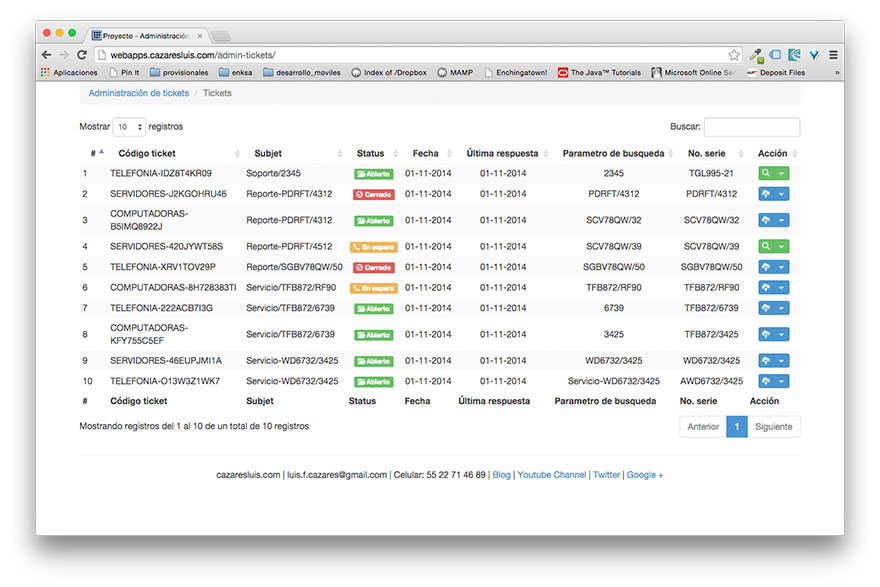 Proyecto - Administración
webapps.cazaresluis.com/admin-tickets/
Aplicaciones Pin It provisionales enksa desarrollo_moviles Index of /Dropbox MAMP Enchingatown! The Java™ Tutorials Microsoft Online Ser Deposit Files »
Administración de tickets / Tickets
Mostrar 10 registros Buscar:
# Código ticket Subjet Status Fecha Última respuesta Parametro de busqueda No. serie Acción
1 TELEFONIA-IDZ8T4KR09 Soporte/2345 Abierto 01-11-2014 01-11-2014 2345 TGL995-21
2 SERVIDORES-J2KGOHRU46 Reporte-PDRFT/4312 Cerrado 01-11-2014 01-11-2014 PDRFT/4312 PDRFT/4312
3 COMPUTADORAS-
B5IMQ8922J Reporte-PDRFT/4312 Abierto 01-11-2014 01-11-2014 SCV78QW/32 SCV78QW/32
4 SERVIDORES-420JYWT58S Reporte-PDRFT/4512 En espera 01-11-2014 01-11-2014 SCV78QW/39 SCV78QW/39
5 TELEFONIA-XRV1TOV29P Reporte/SGBV78QW/50 Cerrado 01-11-2014 01-11-2014 SGBV78QW/50 SGBV78QW/50
6 COMPUTADORAS-8H728383TI Servicio/TFB872/RF90 En espera 01-11-2014 01-11-2014 TFB872/RF90 TFB872/RF90
7 TELEFONIA-222ACB7I3G Servicio/TFB872/6739 Abierto 01-11-2014 01-11-2014 6739 TFB872/6739
8 COMPUTADORAS-
KFY755C5EF Servicio/TFB872/3425 Abierto 01-11-2014 01-11-2014 3425 TFB872/3425
9 SERVIDORES-46EUPJMI1A Servicio-WD6732/3425 Abierto 01-11-2014 01-11-2014 WD6732/3425 WD6732/3425
10 TELEFONIA-O13W3Z1WK7 Servicio-WD6732/3425 Abierto 01-11-2014 01-11-2014 Servicio-WD6732/3425 AWD6732/3425
# Código ticket Subjet Status Fecha Última respuesta Parametro de busqueda No. serie Acción
Mostrando registros del 1 al 10 de un total de 10 registros Anterior 1 Siguiente
cazaresluis.com | luis.f.cazares@gmail.com | Celular: 55 22 71 46 89 | Blog | Youtube Channel | Twitter | Google +